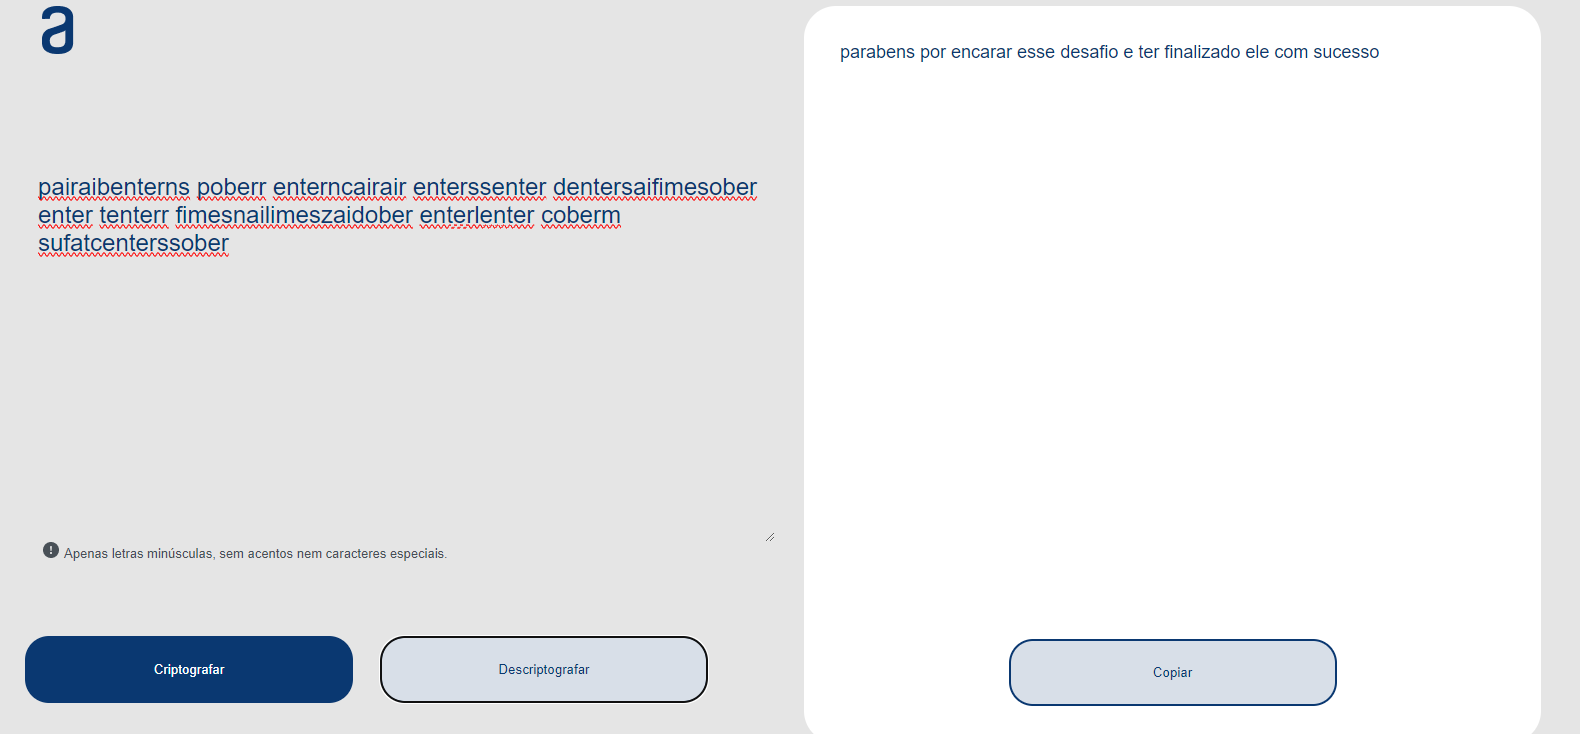 a
pairaibenterns poberr enterncairair enterssenter dentersaifimesober
enter tenterr fimesnailimeszaidober enterlenter coberm
sufatcenterssober
Apenas letras minúsculas, sem acentos nem caracteres especiais.
Criptografar
Descriptografar
parabens por encarar esse desafio e ter finalizado ele com sucesso
Copiar